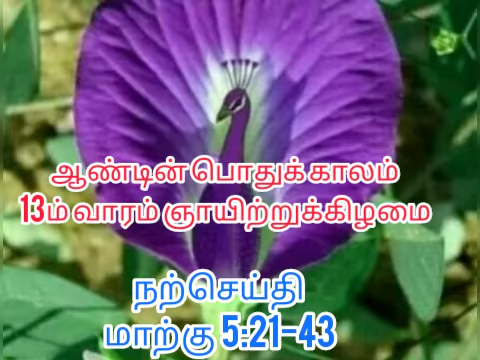 ஆண்டின் பொதுக் காலம்
13ம் வாரம் ஞாயிற்றுக்கிழமை
நற்செய்தி
மாற்கு 5:21-43